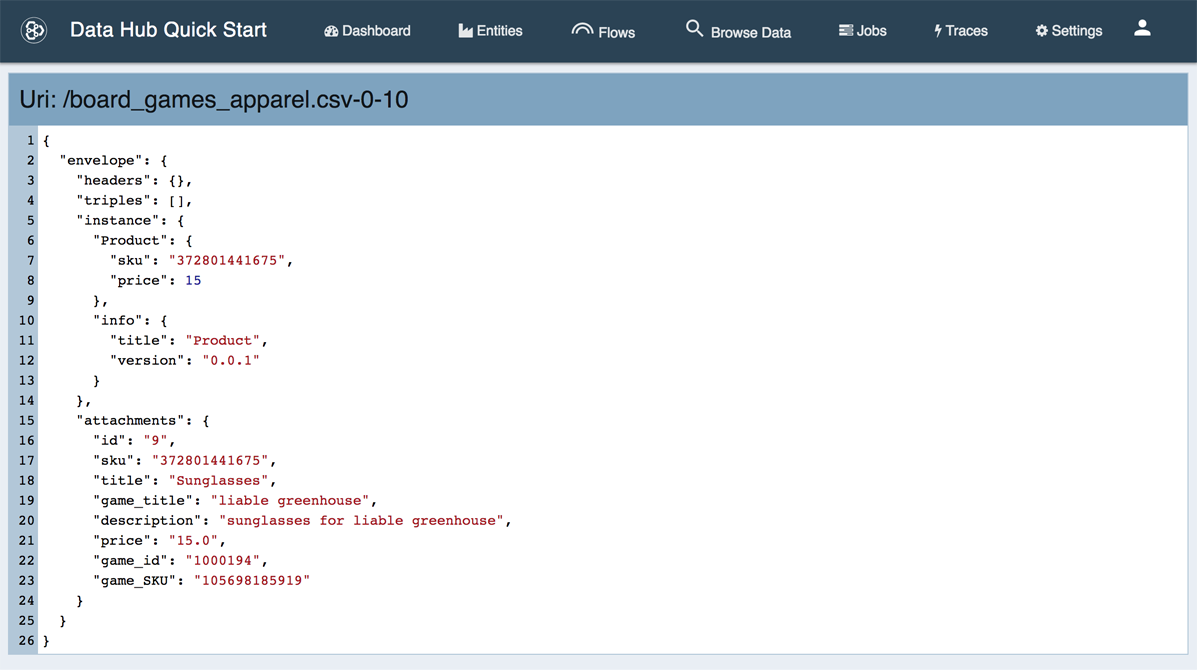 Data Hub Quick Start Dashboard Entities Flows Browse Data Jobs Traces Settings
Uri: /board_games_apparel.csv-0-10
1 {
2   "envelope": {
3     "headers": {},
4     "triples": [],
5     "instance": {
6       "Product": {
7         "sku": "372801441675",
8         "price": 15
9       },
10       "info": {
11         "title": "Product",
12         "version": "0.0.1"
13       }
14     },
15     "attachments": {
16       "id": "9",
17       "sku": "372801441675",
18       "title": "Sunglasses",
19       "game_title": "liable greenhouse",
20       "description": "sunglasses for liable greenhouse",
21       "price": "15.0",
22       "game_id": "1000194",
23       "game_SKU": "105698185919"
24     }
25   }
26 }